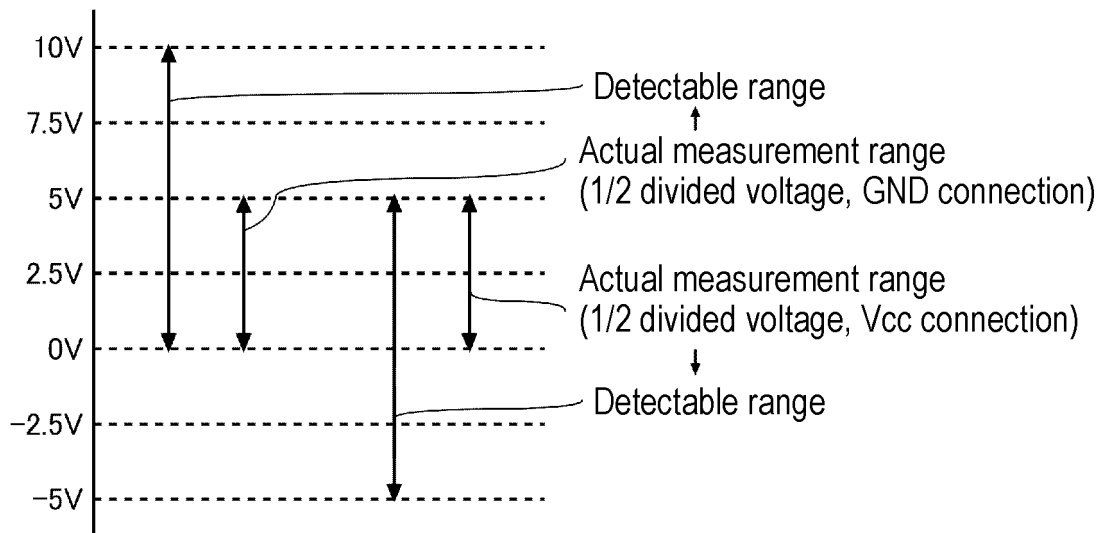 10V
Detectable range
7.5V
Actual measurement range
(1/2 divided voltage, GND connection)
5V
2.5V
Actual measurement range
(1/2 divided voltage, Vcc connection)
0V
Detectable range
−2.5V
−5V